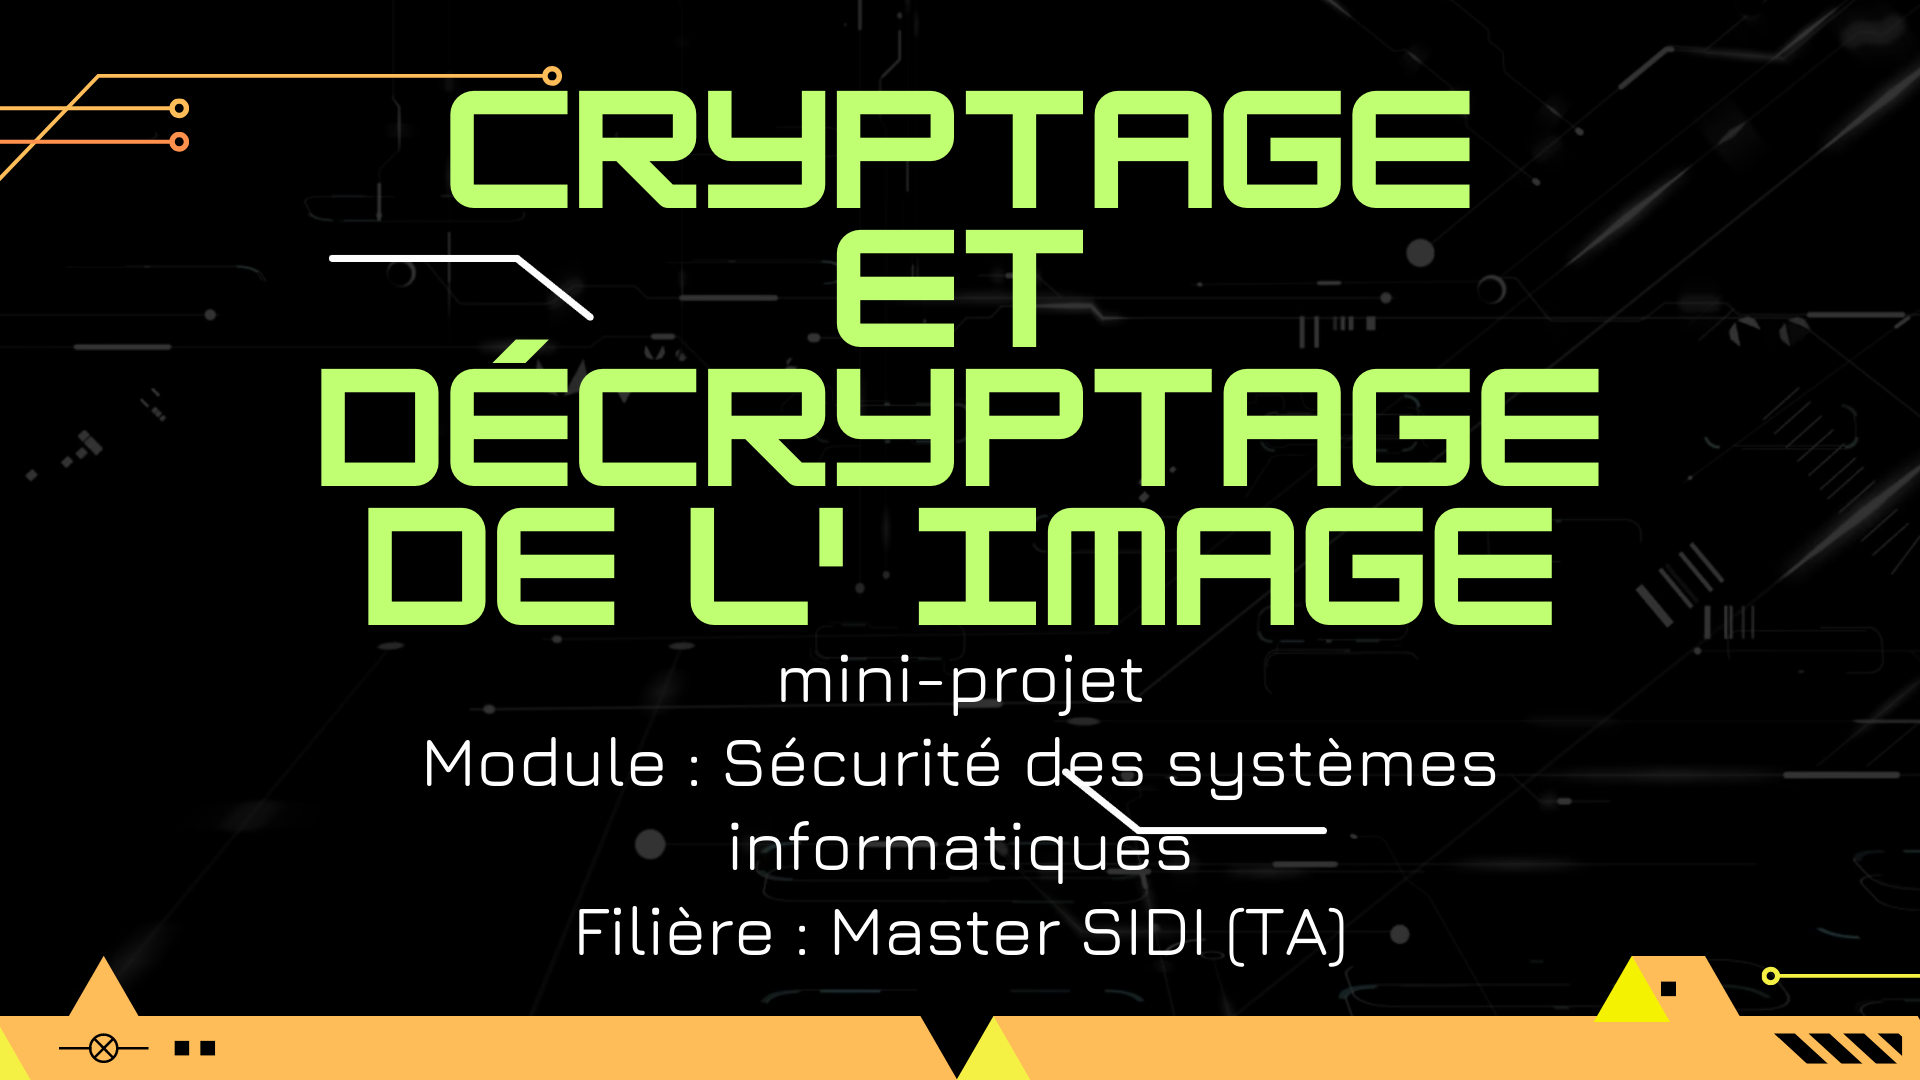 CRYPTAGE
ET
DÉCRYPTAGE
DE L'IMAGE
mini-projet
Module : Sécurité des systèmes
informatiques
Filière : Master SIDI (TA)